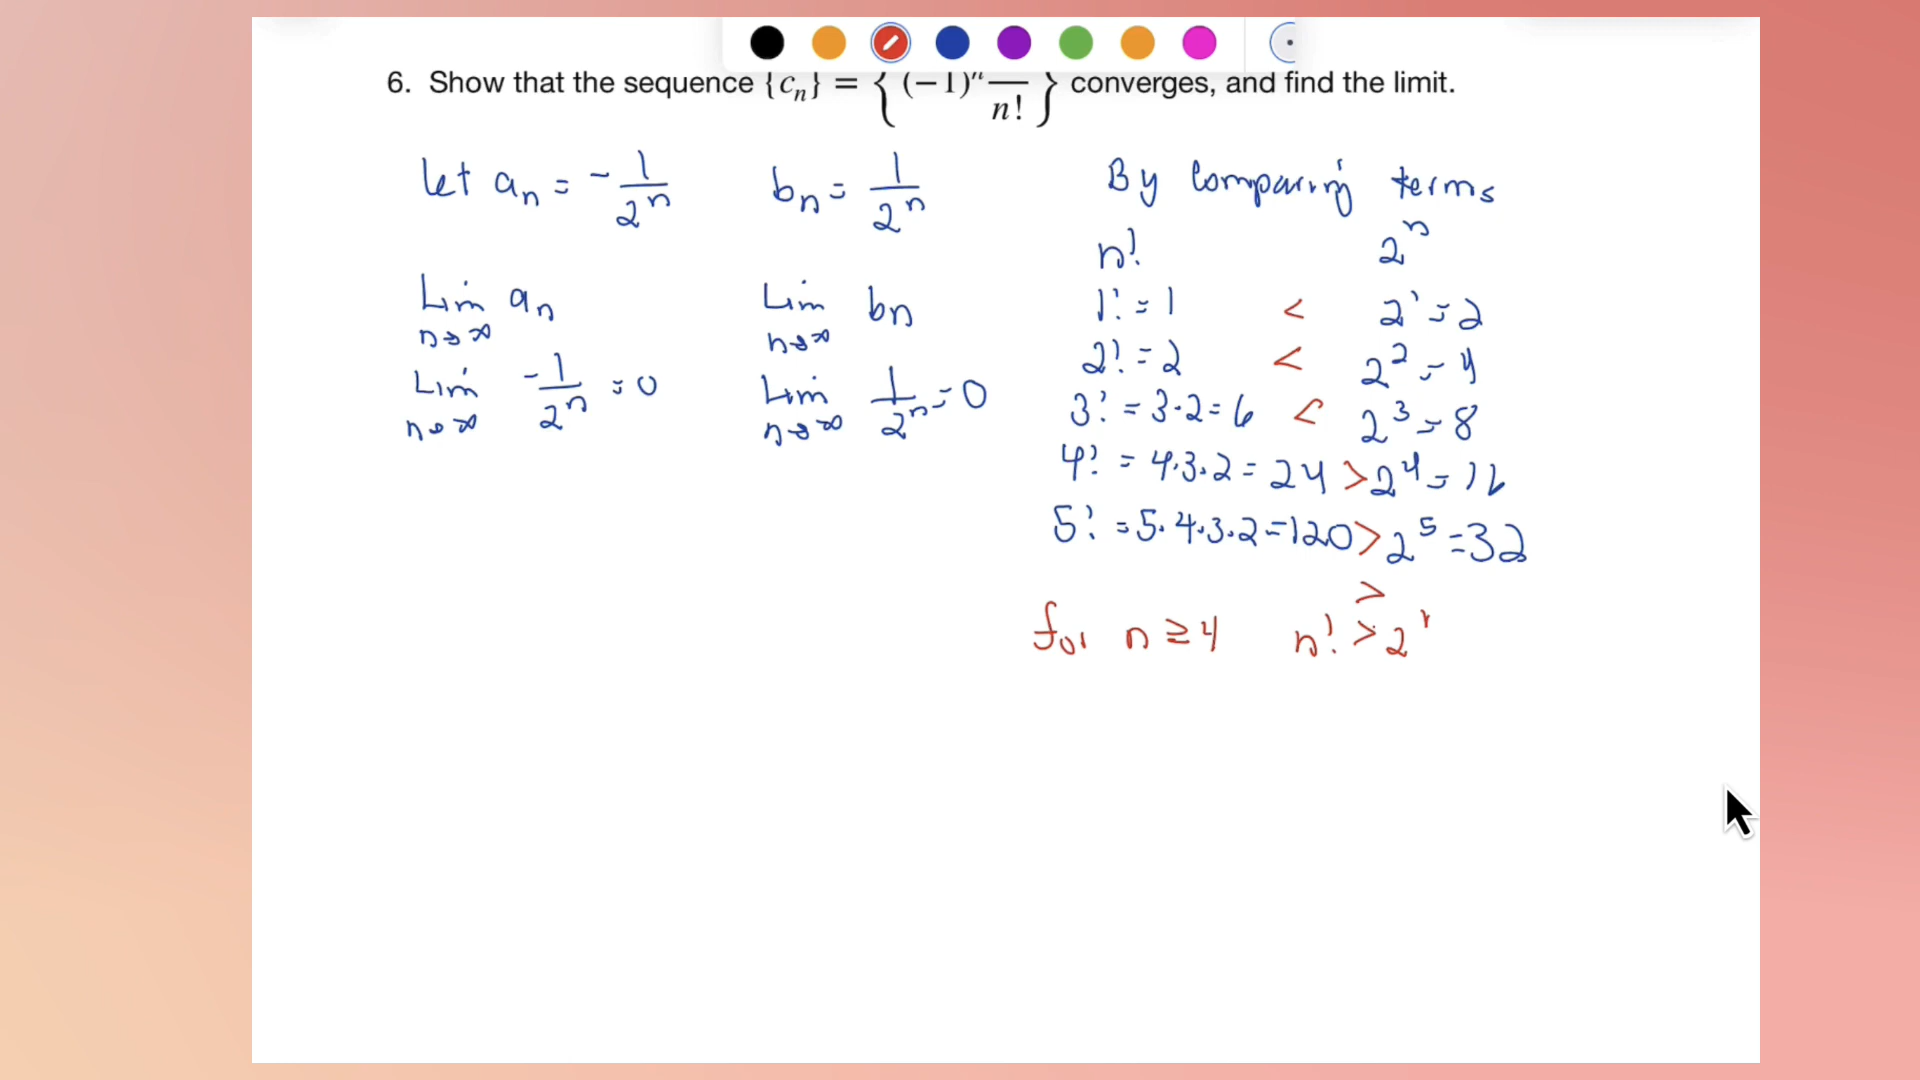 6. Show that the sequence {cₙ} = {(−1)ⁿ — n!} converges, and find the limit.
Let aₙ = - 1/2ⁿ
bₙ = 1/2ⁿ
Lim n→∞ aₙ
Lim n→∞ bₙ
Lim n→∞ -1/2ⁿ = 0
Lim n→∞ 1/2ⁿ = 0
By Comparing terms
n! 2ⁿ
1! = 1 < 2¹ = 2
2! = 2 < 2² = 4
3! = 3·2 = 6 < 2³ = 8
4! = 4·3·2 = 24 > 2⁴ = 16
5! = 5·4·3·2 = 120 > 2⁵ = 32
>
for n ≥ 4 n! > 2